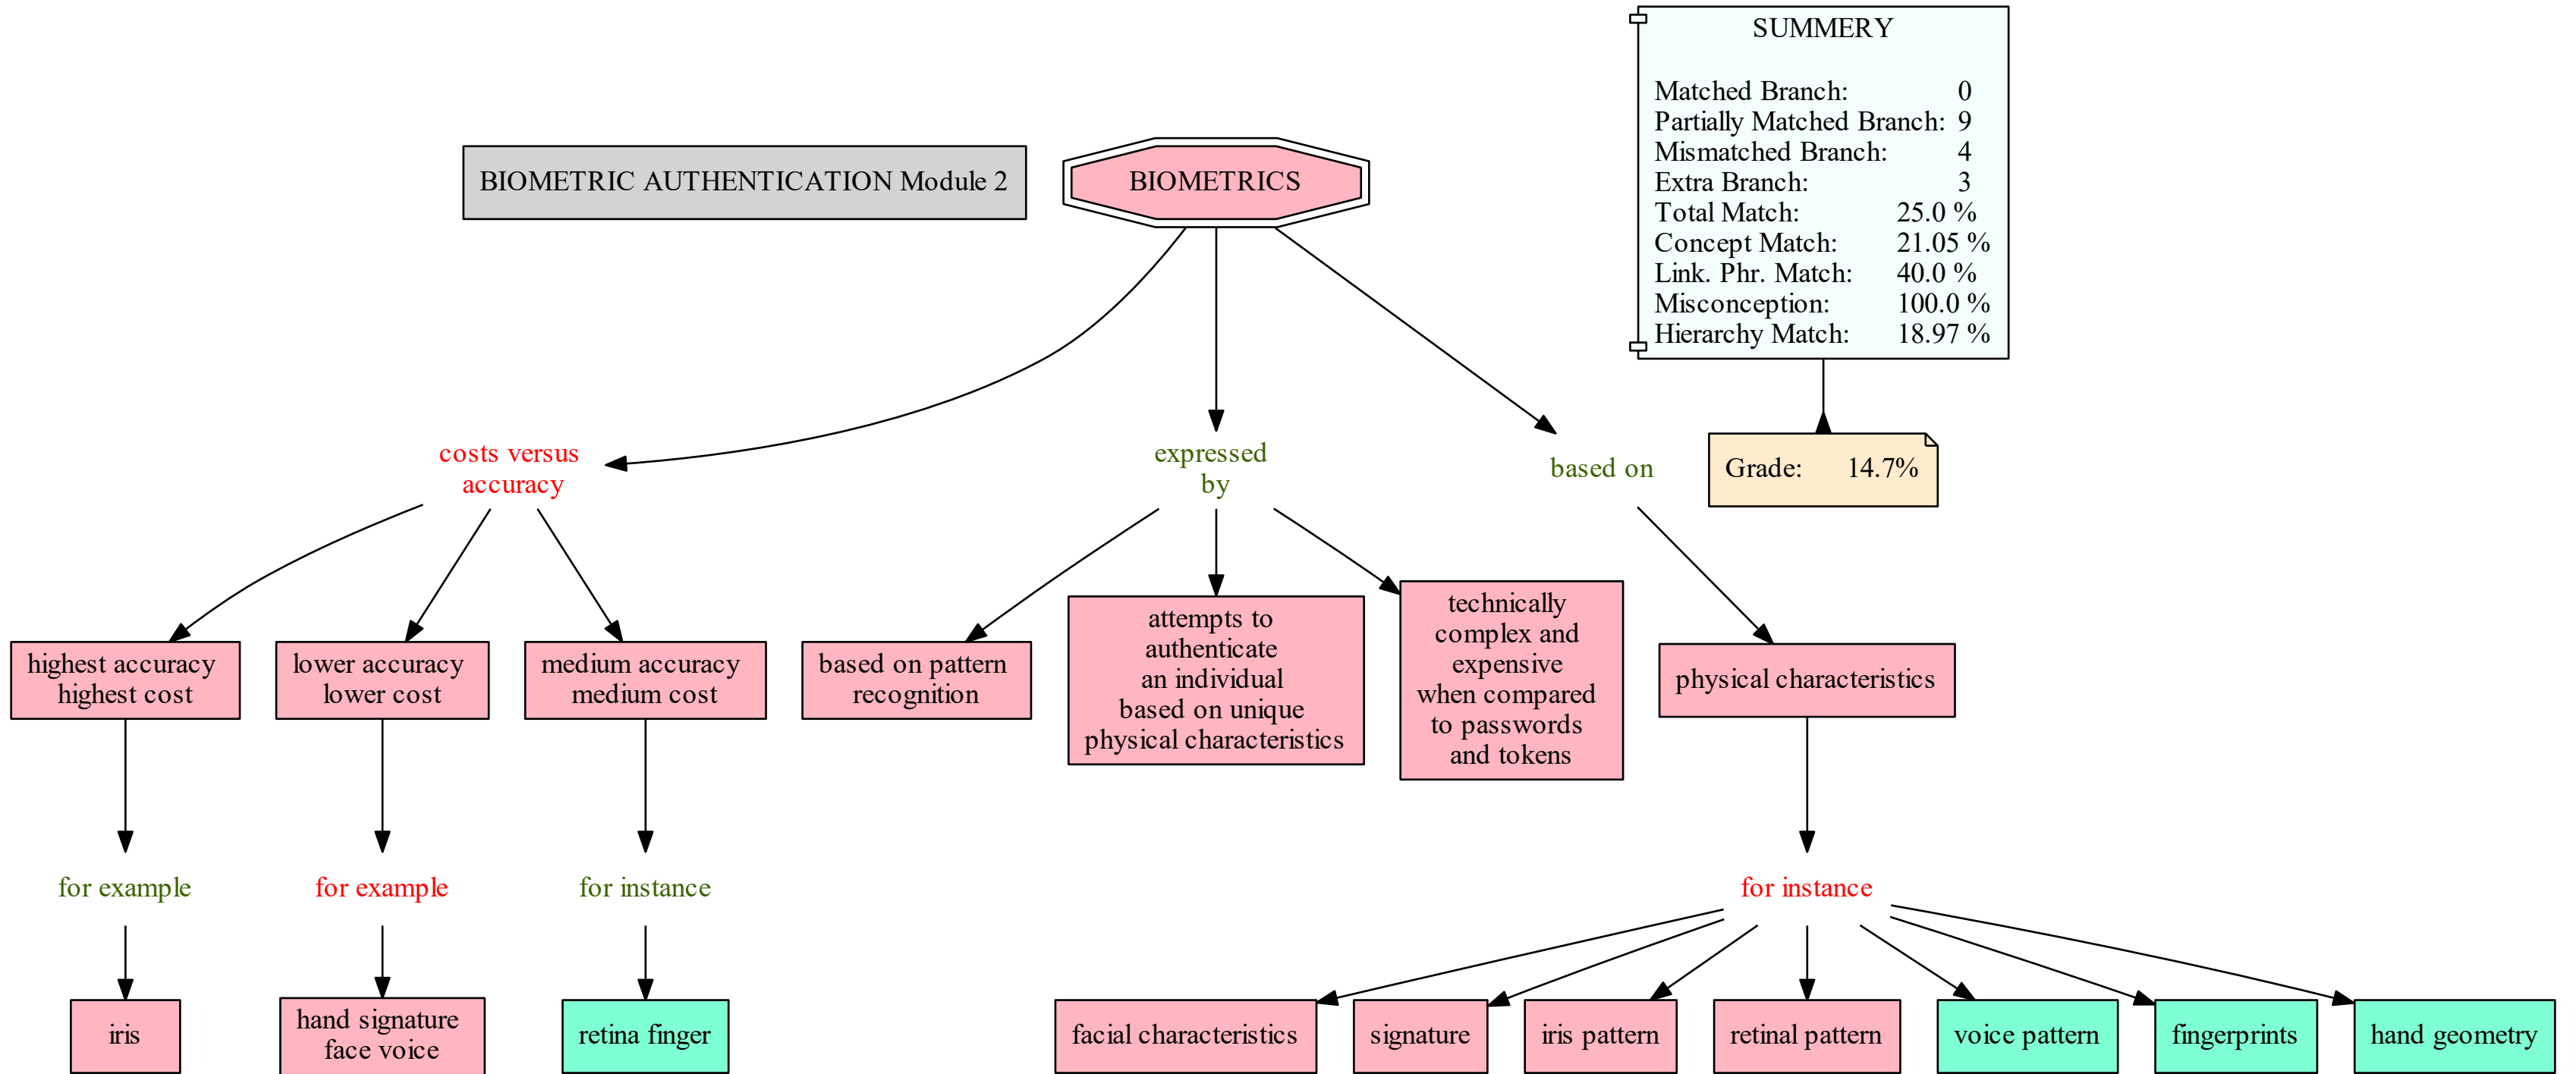 SUMMERY
Matched Branch: 0
Partially Matched Branch: 9
Mismatched Branch: 4
Extra Branch: 3
Total Match: 25.0 %
Concept Match: 21.05 %
Link. Phr. Match: 40.0 %
Misconception: 100.0 %
Hierarchy Match: 18.97 %
BIOMETRIC AUTHENTICATION Module 2
BIOMETRICS
costs versus
accuracy
expressed
by
based on
Grade: 14.7%
highest accuracy
highest cost
lower accuracy
lower cost
medium accuracy
medium cost
based on pattern
recognition
attempts to
authenticate
an individual
based on unique
physical characteristics
technically
complex and
expensive
when compared
to passwords
and tokens
physical characteristics
for example
for example
for instance
for instance
iris
hand signature
face voice
retina finger
facial characteristics
signature
iris pattern
retinal pattern
voice pattern
fingerprints
hand geometry